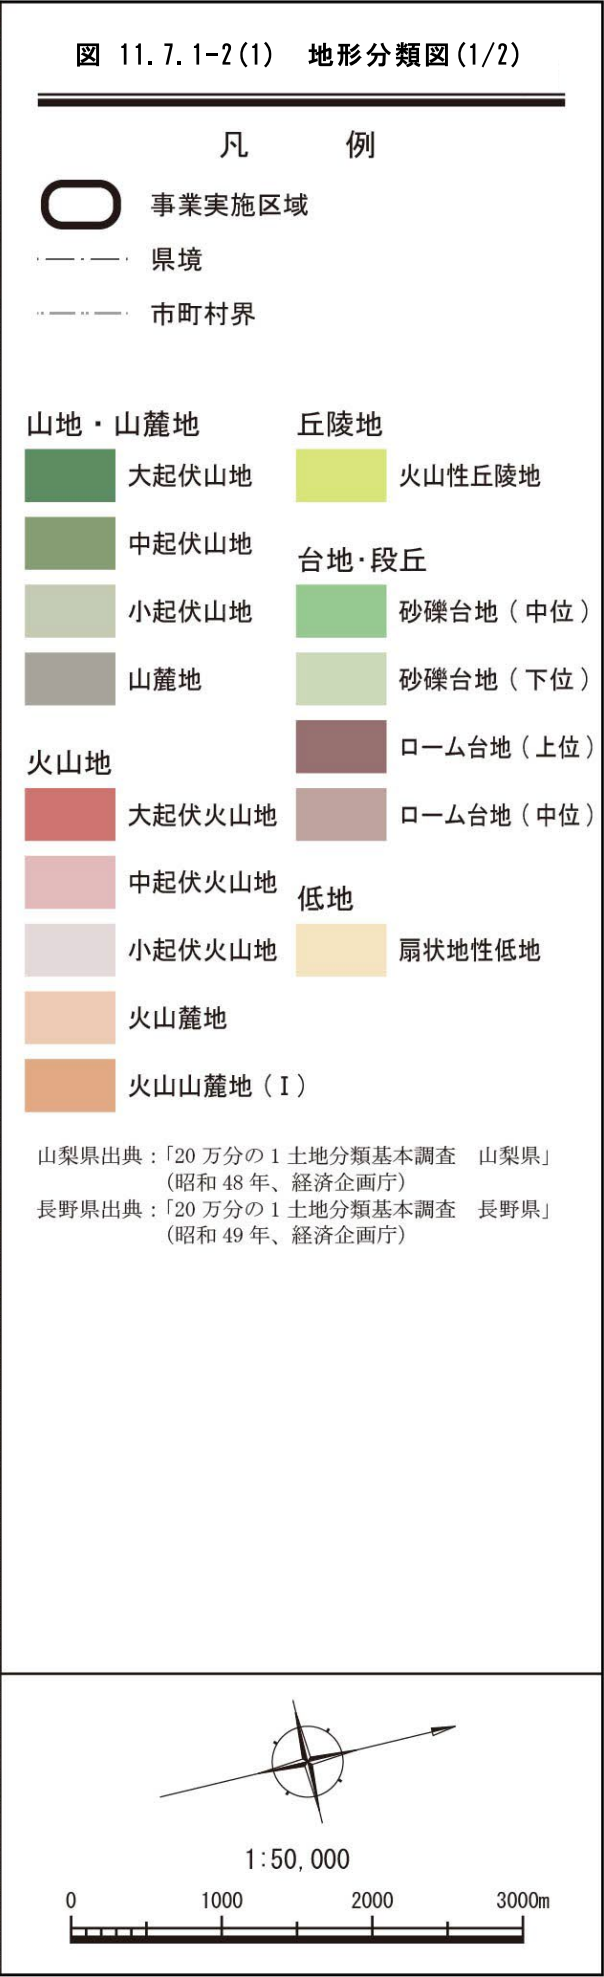 図 11.7.1-2(1) 地形分類図(1/2)
凡 例
事業実施区域
県境
市町村界
山地・山麓地
大起伏山地
中起伏山地
小起伏山地
山麓地
火山地
大起伏火山地
中起伏火山地
小起伏火山地
火山麓地
火山山麓地(Ⅰ)
丘陵地
火山性丘陵地
台地・段丘
砂礫台地(中位)
砂礫台地(下位)
ローム台地(上位)
ローム台地(中位)
低地
扇状地性低地
山梨県出典:「20 万分の 1 土地分類基本調査 山梨県」
(昭和 48 年、経済企画庁)
長野県出典:「20 万分の 1 土地分類基本調査 長野県」
(昭和 49 年、経済企画庁)
1:50,000
0 1000 2000 3000m